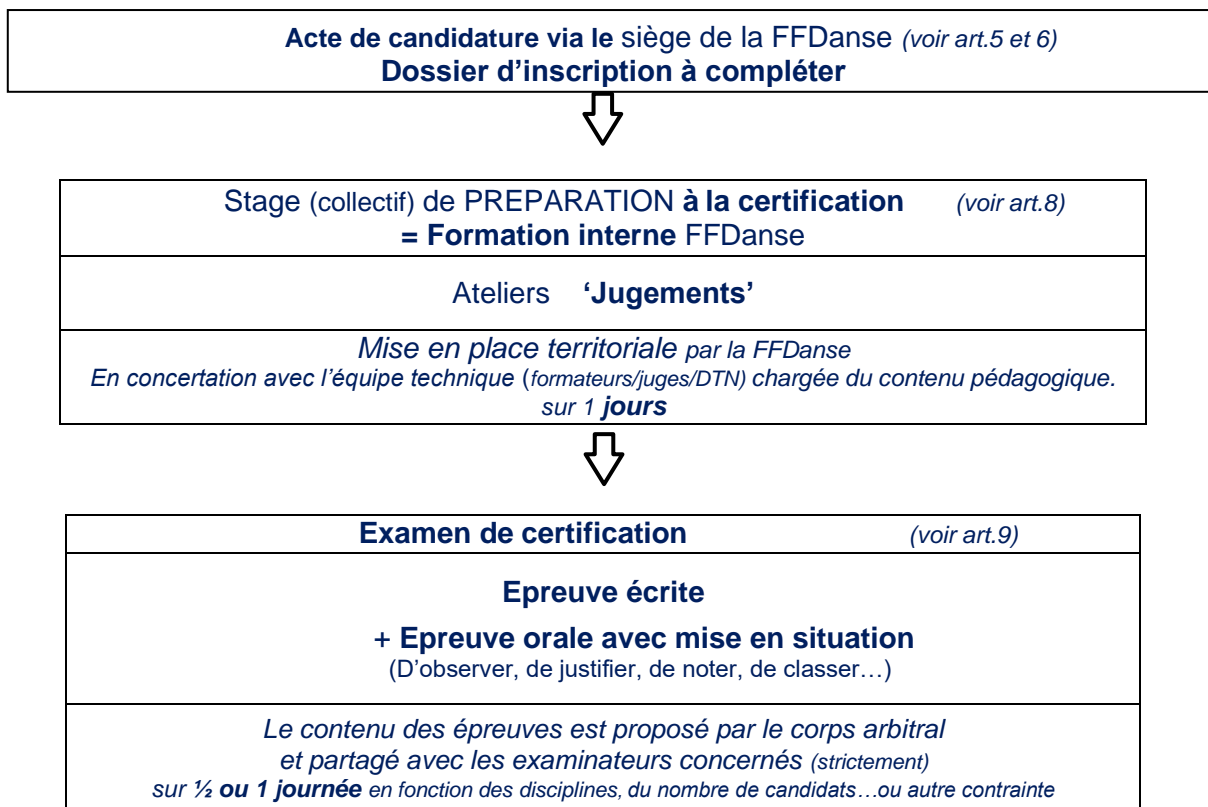 Acte de candidature via le siège de la FFDanse (voir art.5 et 6)
Dossier d’inscription à compléter
Stage (collectif) de PREPARATION à la certification (voir art.8)
= Formation interne FFDanse
Ateliers ‘Jugements’
Mise en place territoriale par la FFDanse
En concertation avec l’équipe technique (formateurs/juges/DTN) chargée du contenu pédagogique.
sur 1 jours
Examen de certification (voir art.9)
Epreuve écrite
+ Epreuve orale avec mise en situation
(D’observer, de justifier, de noter, de classer…)
Le contenu des épreuves est proposé par le corps arbitral
et partagé avec les examinateurs concernés (strictement)
sur ½ ou 1 journée en fonction des disciplines, du nombre de candidats…ou autre contrainte